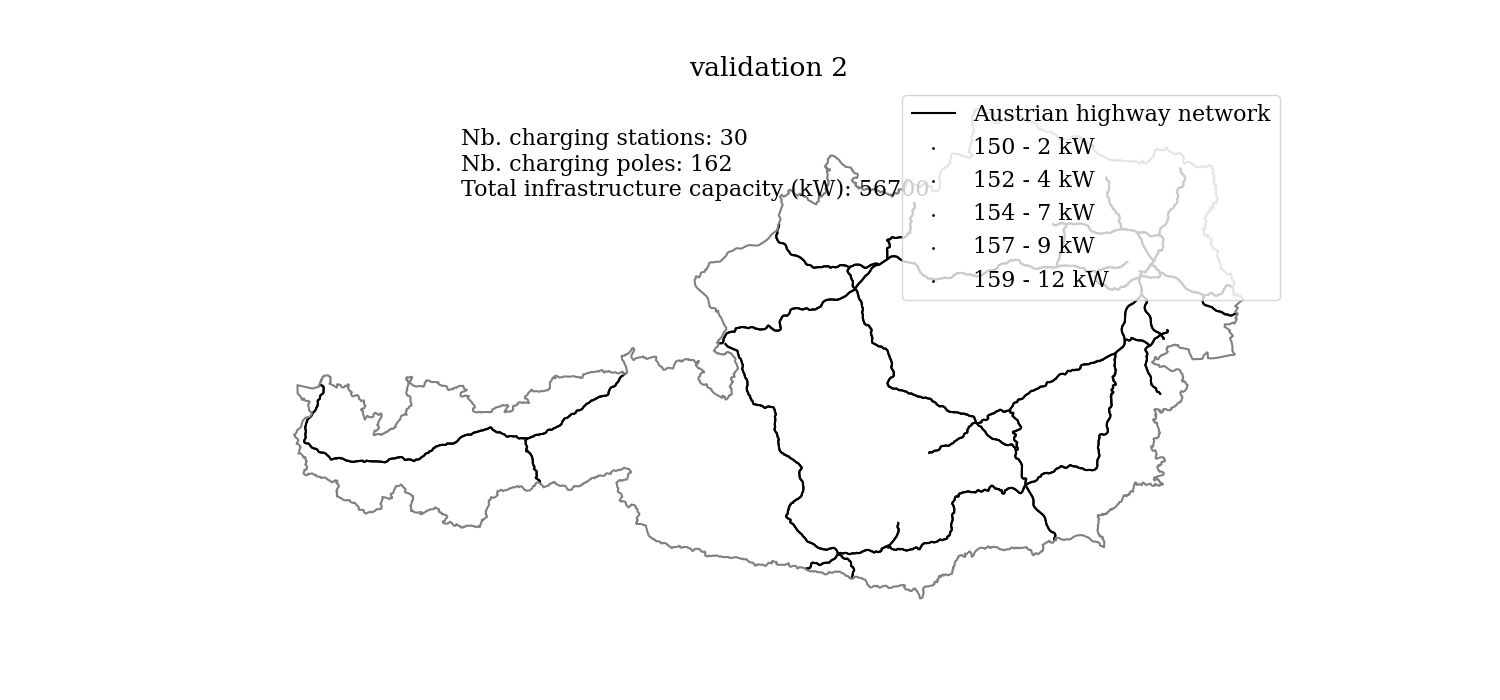 validation 2
Nb. charging stations: 30
Nb. charging poles: 162
Total infrastructure capacity (kW): 56700
Austrian highway network
150 - 2 kW
152 - 4 kW
154 - 7 kW
157 - 9 kW
159 - 12 kW